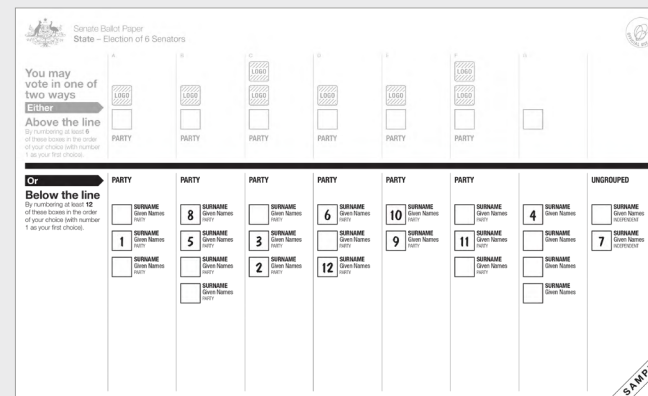 Senate Ballot Paper
State – Election of 6 Senators
A B C D E F G
You may
vote in one of
two ways
Either
Above the line
By numbering at least 6
of these boxes in the order
of your choice (with number
1 as your first choice).
LOGO LOGO
LOGO LOGO LOGO LOGO LOGO LOGO
PARTY PARTY PARTY PARTY PARTY PARTY
Or
Below the line
By numbering at least 12
of these boxes in the order
of your choice (with number
1 as your first choice).
PARTY PARTY PARTY PARTY PARTY PARTY UNGROUPED
SURNAME 8 SURNAME SURNAME 6 SURNAME 10 SURNAME SURNAME 4 SURNAME SURNAME
Given Names Given Names Given Names Given Names Given Names Given Names Given Names Given Names
PARTY PARTY PARTY PARTY PARTY PARTY INDEPENDENT
1 SURNAME 5 SURNAME 3 SURNAME SURNAME 9 SURNAME 11 SURNAME SURNAME 7 SURNAME
Given Names Given Names Given Names Given Names Given Names Given Names Given Names Given Names
PARTY PARTY PARTY PARTY PARTY PARTY INDEPENDENT
SURNAME SURNAME 2 SURNAME 12 SURNAME SURNAME SURNAME
Given Names Given Names Given Names Given Names Given Names Given Names
PARTY PARTY PARTY PARTY PARTY
SURNAME SURNAME
Given Names Given Names
PARTY